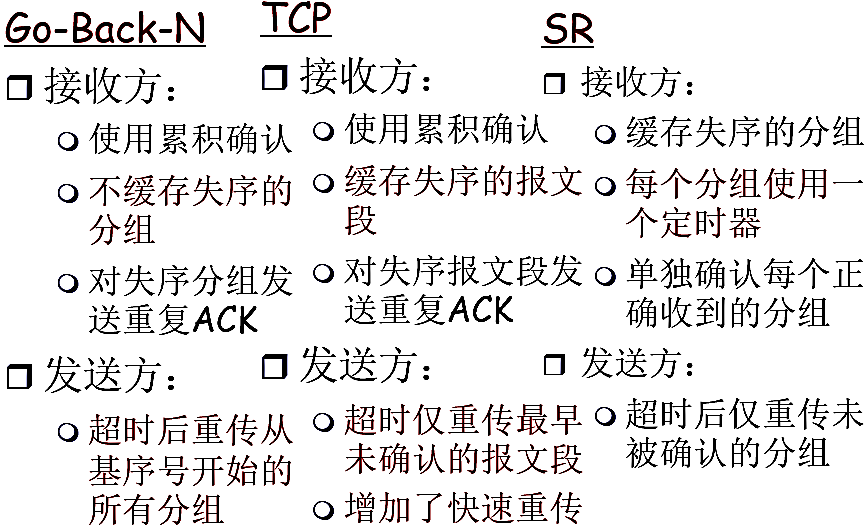 Go-Back-N
接收方：
使用累积确认
不缓存失序的
分组
对失序分组发
送重复ACK
发送方：
超时后重传从
基序号开始的
所有分组
TCP
接收方：
使用累积确认
缓存失序的报文
段
对失序报文段发
送重复ACK
发送方：
超时仅重传最早
未确认的报文段
增加了快速重传
SR
接收方：
缓存失序的分组
每个分组使用一
个定时器
单独确认每个正
确收到的分组
发送方：
超时后仅重传未
被确认的分组